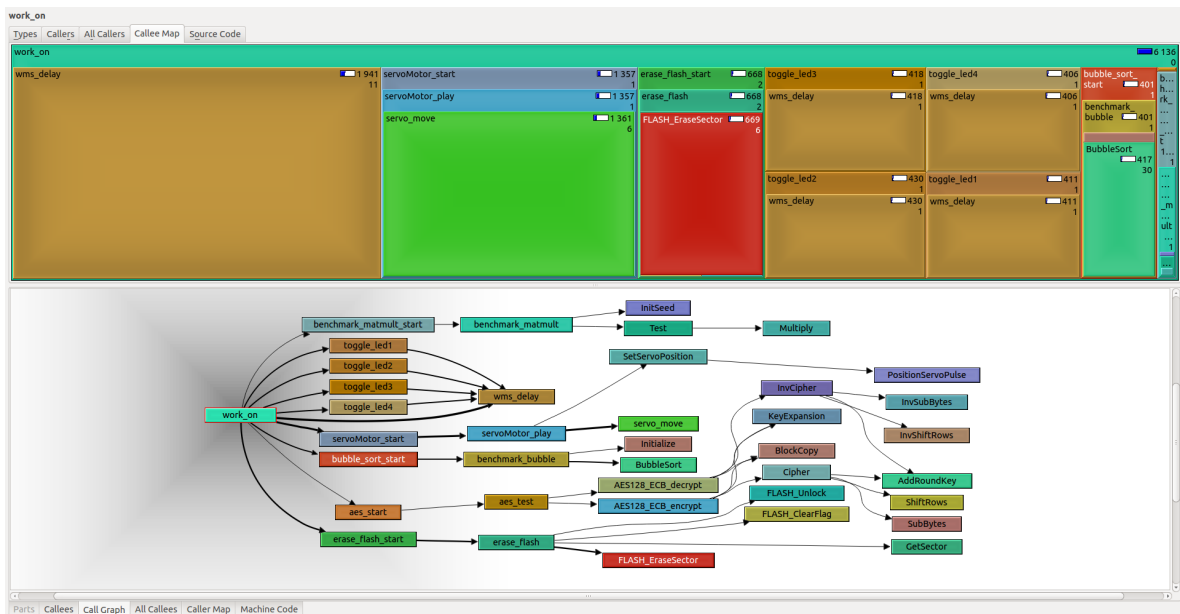 work_on
Types Callers All Callers Callee Map Source Code
work_on 6 136
0
wms_delay 1 941
11
servoMotor_start 1 357
1
servoMotor_play 1 357
1
servo_move 1 361
6
erase_flash_start 668
2
erase_flash 668
2
FLASH_EraseSector 669
6
toggle_led3 418
1
wms_delay 418
1
toggle_led4 406
1
wms_delay 406
1
toggle_led2 430
1
wms_delay 430
1
toggle_led1 411
1
wms_delay 411
1
bubble_sort_
start 401
1
benchmark_
bubble 401
1
BubbleSort
417
30
b...
h...
rk_
...
...
_...
t
1...
1
...
...
...
_m
...
ult
...
1
...
InitSeed
benchmark_matmult_start benchmark_matmult
Test Multiply
toggle_led1
SetServoPosition
toggle_led2
PositionServoPulse
toggle_led3
InvCipher
wms_delay
InvSubBytes
toggle_led4
work_on
KeyExpansion
servo_move
servoMotor_start servoMotor_play
InvShiftRows
Initialize
BlockCopy
bubble_sort_start benchmark_bubble
BubbleSort
Cipher
AddRoundKey
AES128_ECB_decrypt
FLASH_Unlock
aes_test
ShiftRows
AES128_ECB_encrypt
aes_start
FLASH_ClearFlag
SubBytes
erase_flash_start erase_flash
GetSector
FLASH_EraseSector
Parts Callees Call Graph All Callees Caller Map Machine Code